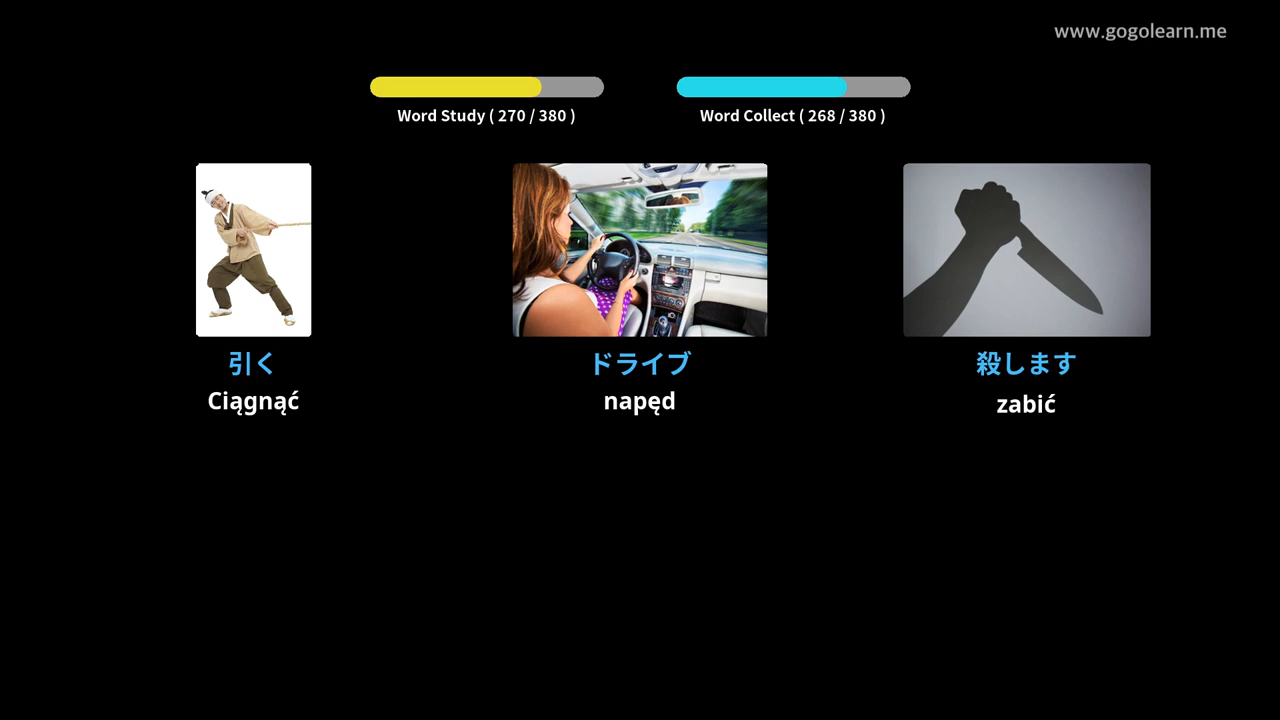 www.gogolearn.me
Word Study ( 270 / 380 )
Word Collect ( 268 / 380 )
引く
ドライブ
殺します
Ciągnąć
napęd
zabić